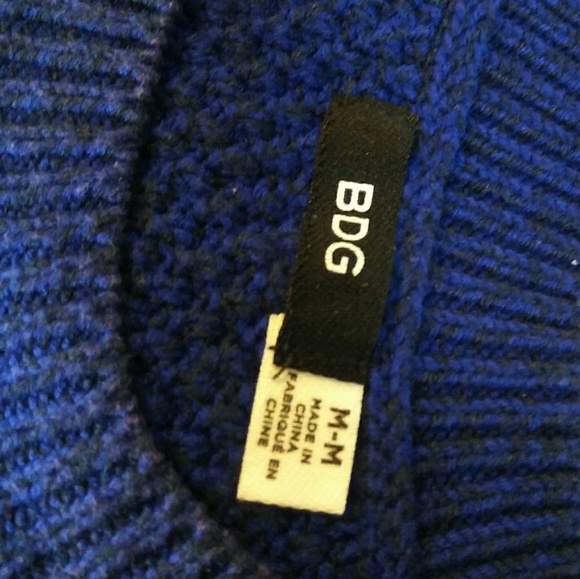 BDG
M-M
MADE IN
CHINA
FABRIQUÉ EN
CHINE